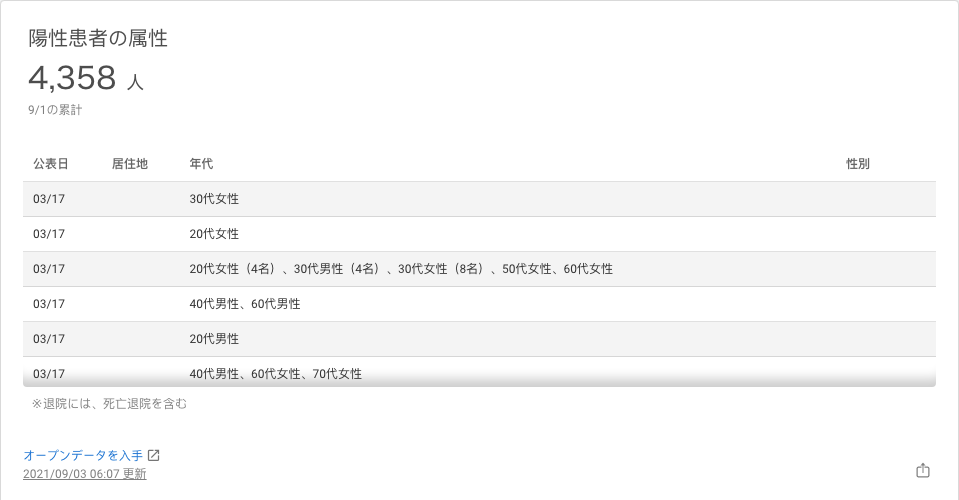 陽性患者の属性
4,358 人
9/1の累計
公表日 居住地 年代 性別
03/17 30代女性
03/17 20代女性
03/17 20代女性（4名）、30代男性（4名）、30代女性（8名）、50代女性、60代女性
03/17 40代男性、60代男性
03/17 20代男性
03/17 40代男性、60代女性、70代女性
※退院には、死亡退院を含む
オープンデータを入手
2021/09/03 06:07 更新